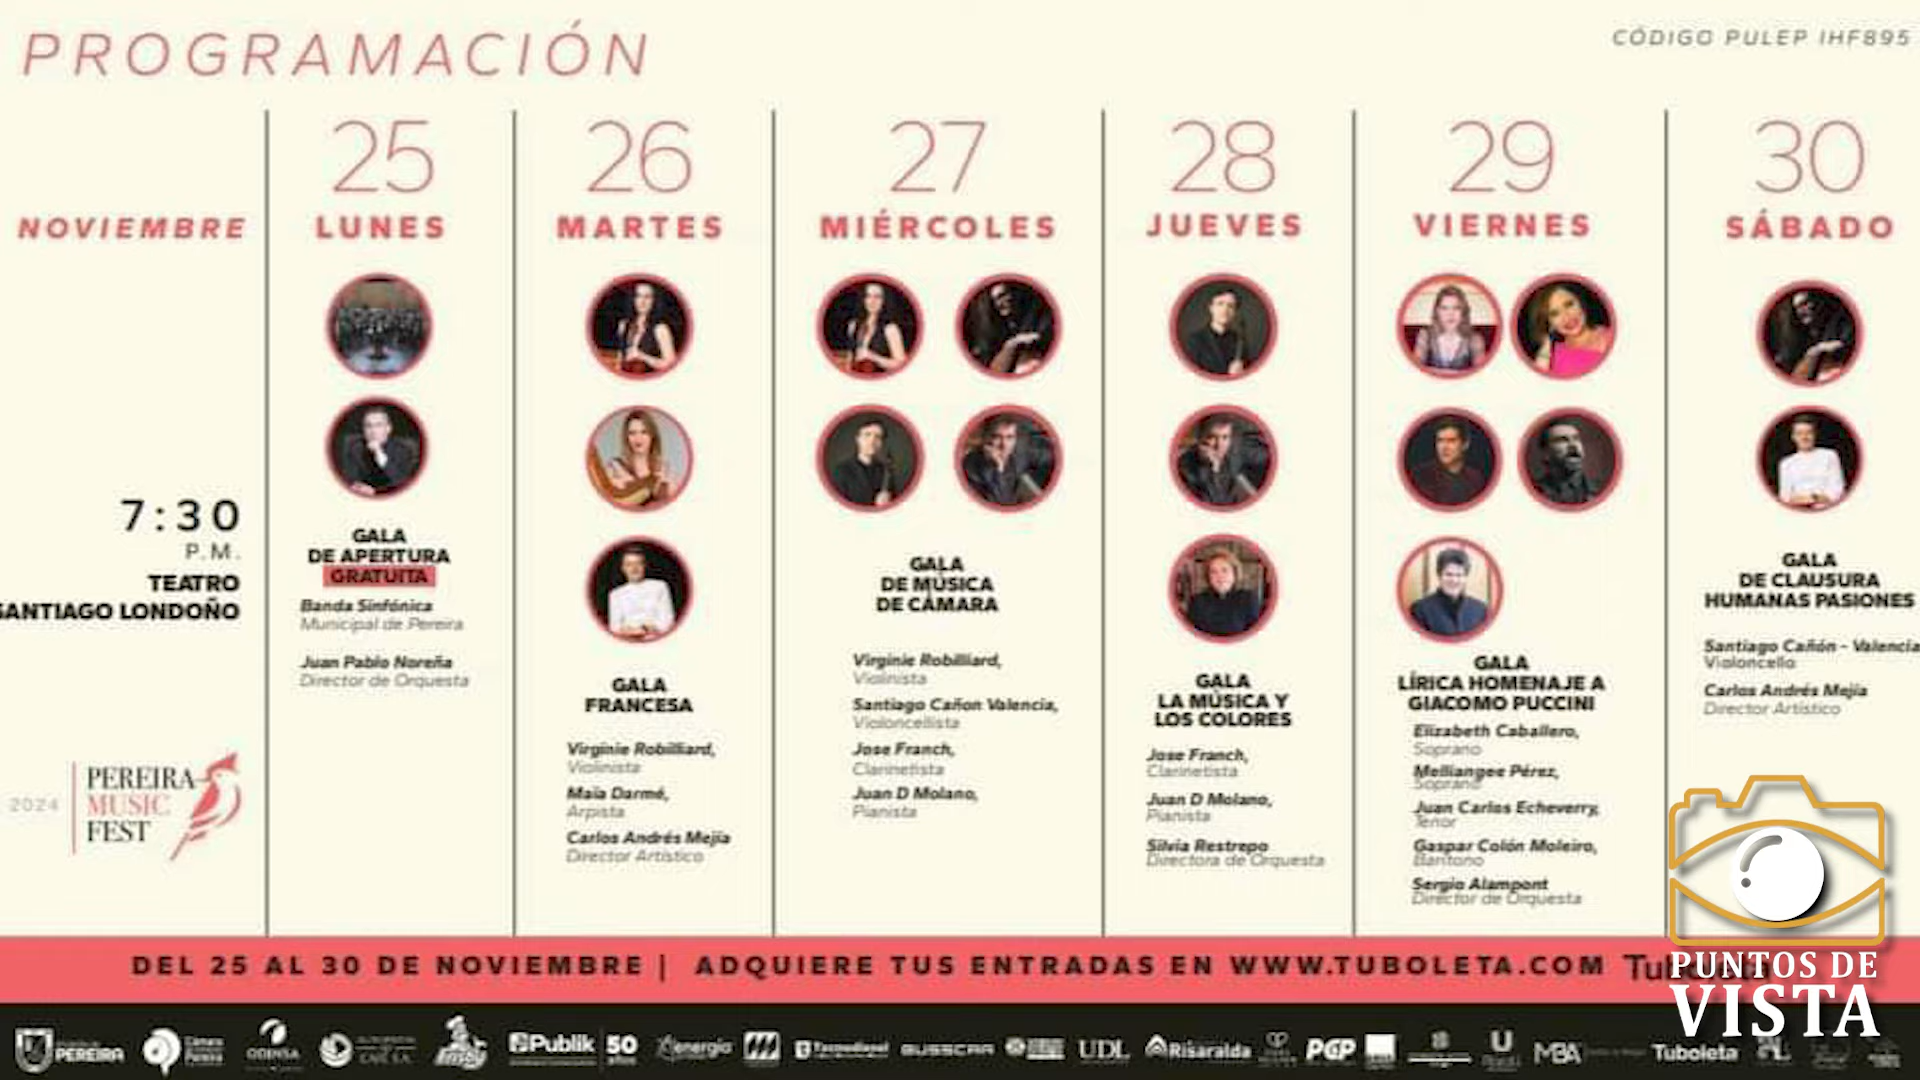 PROGRAMACIÓN
CÓDIGO PULEP IHF895
NOVIEMBRE
7:30
P.M.
TEATRO
SANTIAGO LONDOÑO
2024
PEREIRA
MUSIC
FEST
25
LUNES
GALA
DE APERTURA
GRATUITA
Banda Sinfónica
Municipal de Pereira
Juan Pablo Noreña
Director de Orquesta
26
MARTES
GALA
FRANCESA
Virginie Robilliard,
Violinista
Maïa Darmé,
Arpista
Carlos Andrés Mejía
Director Artístico
27
MIÉRCOLES
GALA
DE MÚSICA
DE CÁMARA
Virginie Robilliard,
Violinista
Santiago Cañon Valencia,
Violoncellista
Jose Franch,
Clarinetista
Juan D Molano,
Pianista
28
JUEVES
GALA
LA MÚSICA Y
LOS COLORES
Jose Franch,
Clarinetista
Juan D Molano,
Pianista
Silvia Restrepo
Directora de Orquesta
29
VIERNES
GALA
LÍRICA HOMENAJE A
GIACOMO PUCCINI
Elizabeth Caballero,
Soprano
Melliangee Pérez,
Soprano
Juan Carlos Echeverry,
Tenor
Gaspar Colón Moleiro,
Barítono
Sergio Alampont
Director de Orquesta
30
SÁBADO
GALA
DE CLAUSURA
HUMANAS PASIONES
Santiago Cañón - Valencia
Violoncello
Carlos Andrés Mejía
Director Artístico
DEL 25 AL 30 DE NOVIEMBRE | ADQUIERE TUS ENTRADAS EN WWW.TUBOLETA.COM
PUNTOS DE
VISTA
PEREIRA
Cámara
ODINSA
Frisby
Publik
50
energía
BUSSCAR
UDL
Risaralda
PGP
MBA
Tuboleta